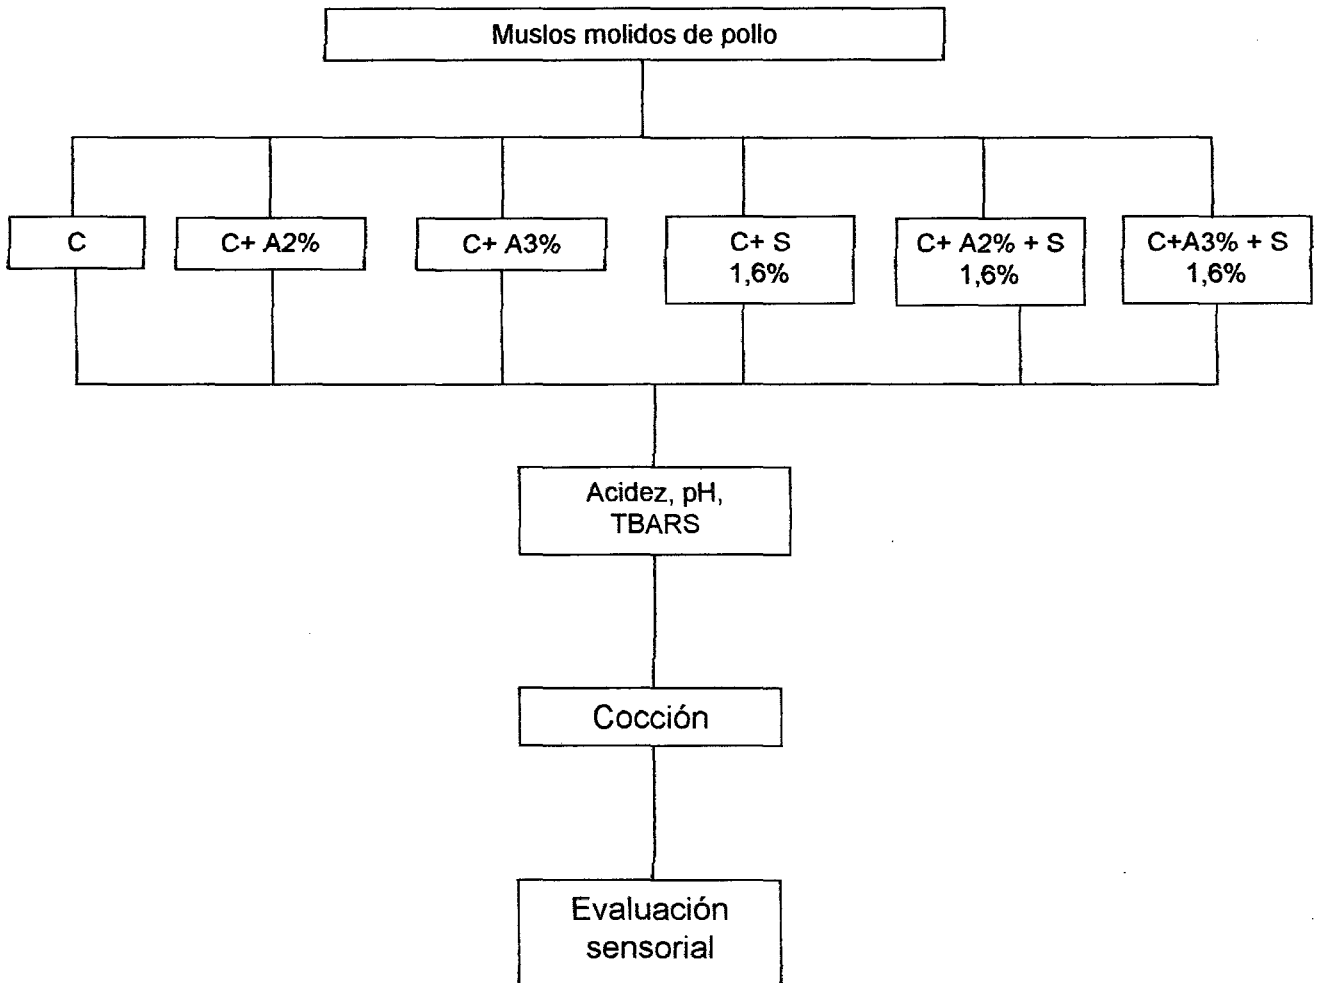 Muslos molidos de pollo
C
C+ A2%
C+ A3%
C+ S
1,6%
C+ A2% + S
1,6%
C+A3% + S
1,6%
Acidez, pH,
TBARS
Cocción
Evaluación
sensorial